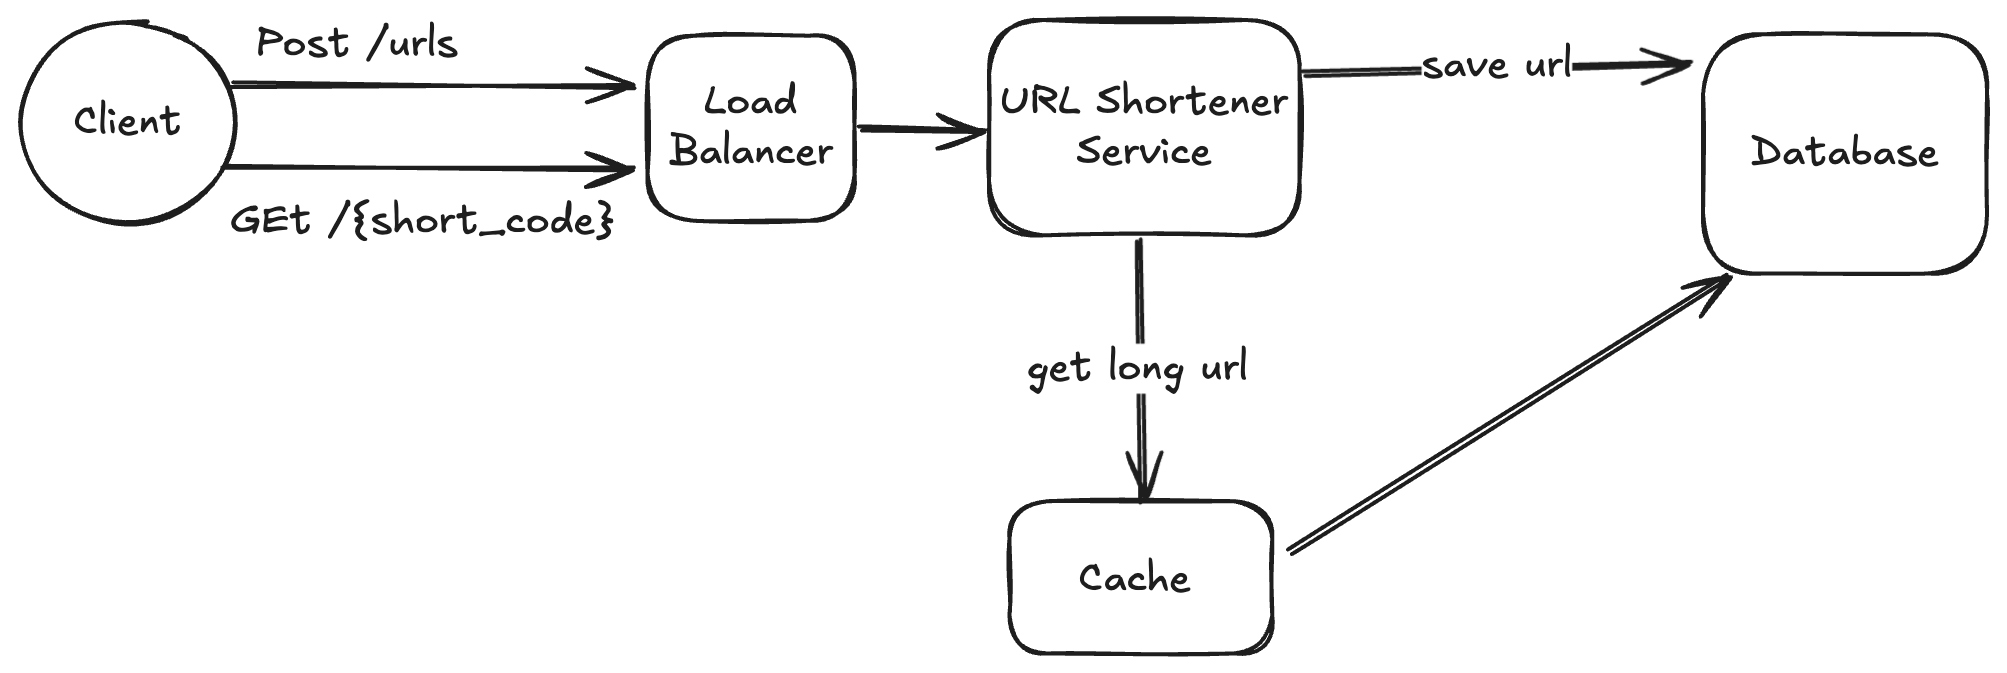 Post /urls
Client
GEt /{short_code}
Load
Balancer
URL Shortener
Service
save url
Database
get long url
Cache